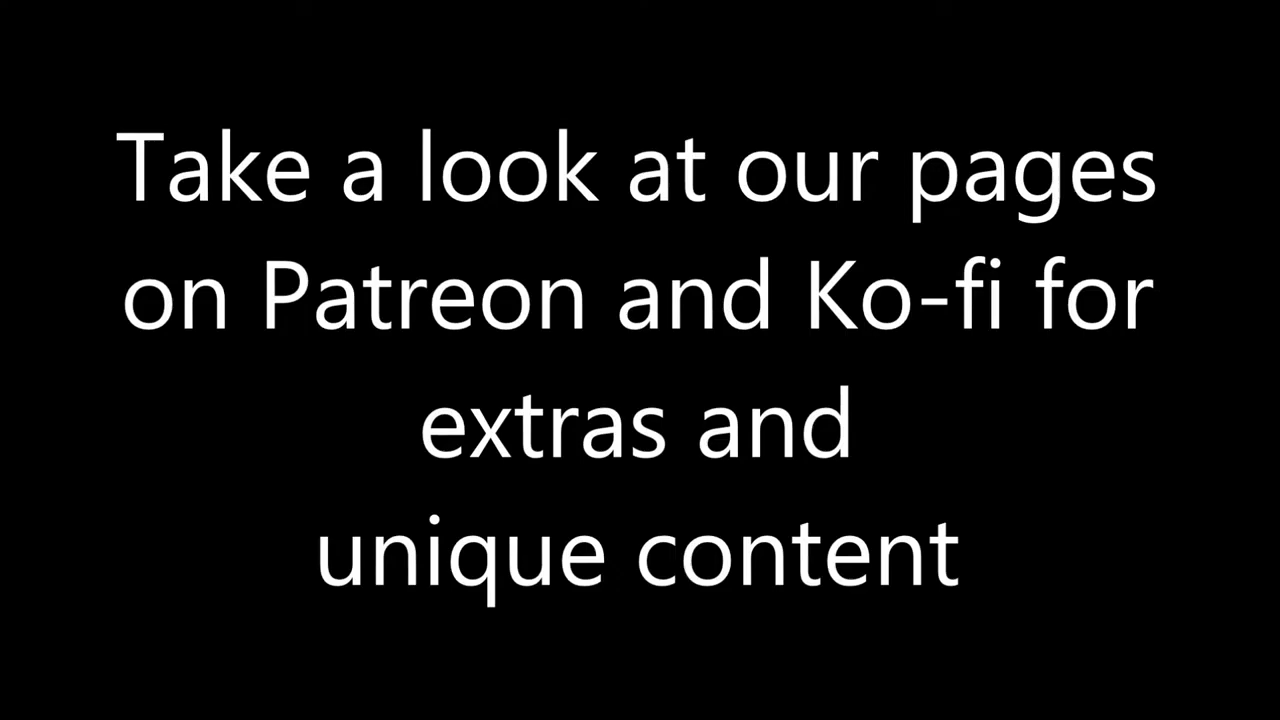 Take a look at our pages
on Patreon and Ko-fi for
extras and
unique content